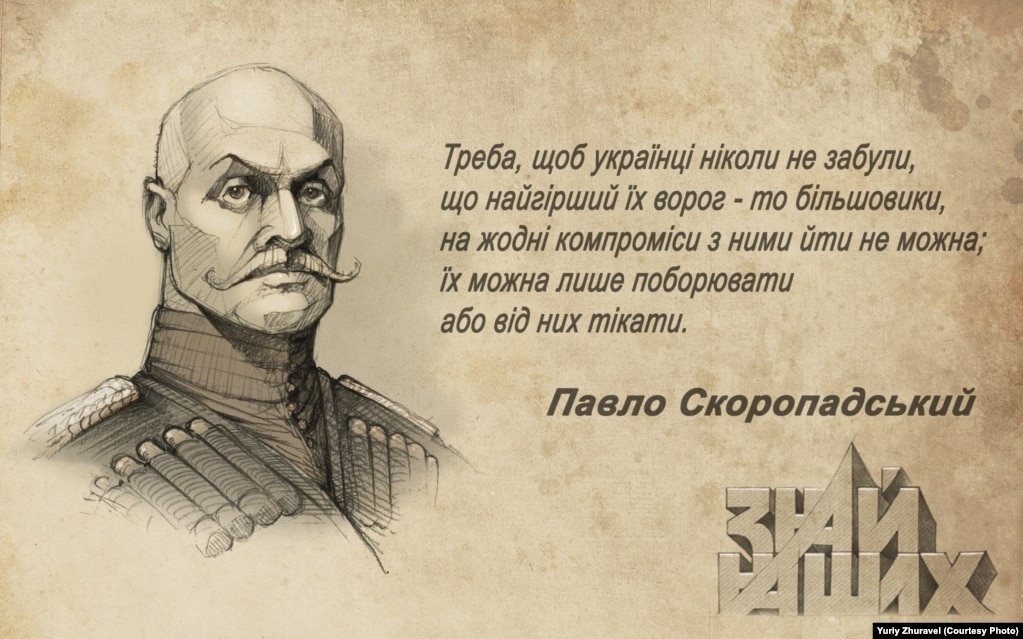 Треба, щоб українці ніколи не забули,
що найгірший їх ворог - то більшовики,
на жодні компроміси з ними йти не можна;
їх можна лише поборювати
або від них тікати.
Павло Скоропадський
ЗНАЙ
НАШИХ
Yuriy Zhuravel (Courtesy Photo)